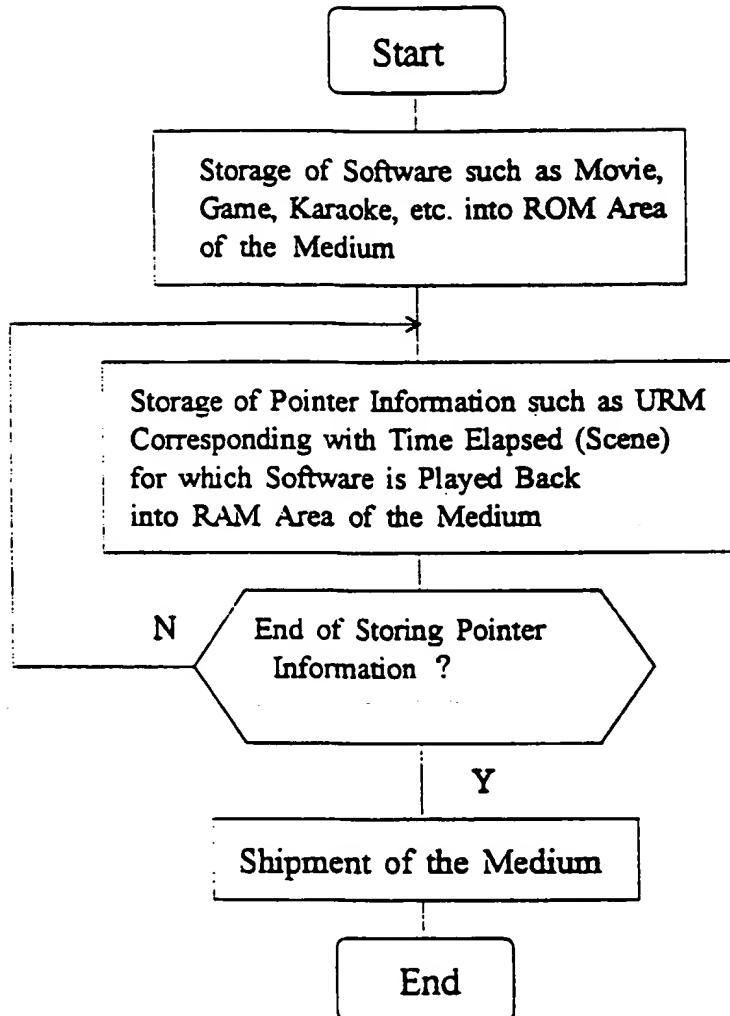 Start
Storage of Software such as Movie,
Game, Karaoke, etc. into ROM Area
of the Medium
Storage of Pointer Information such as URM
Corresponding with Time Elapsed (Scene)
for which Software is Played Back
into RAM Area of the Medium
N
End of Storing Pointer
Information ?
Y
Shipment of the Medium
End